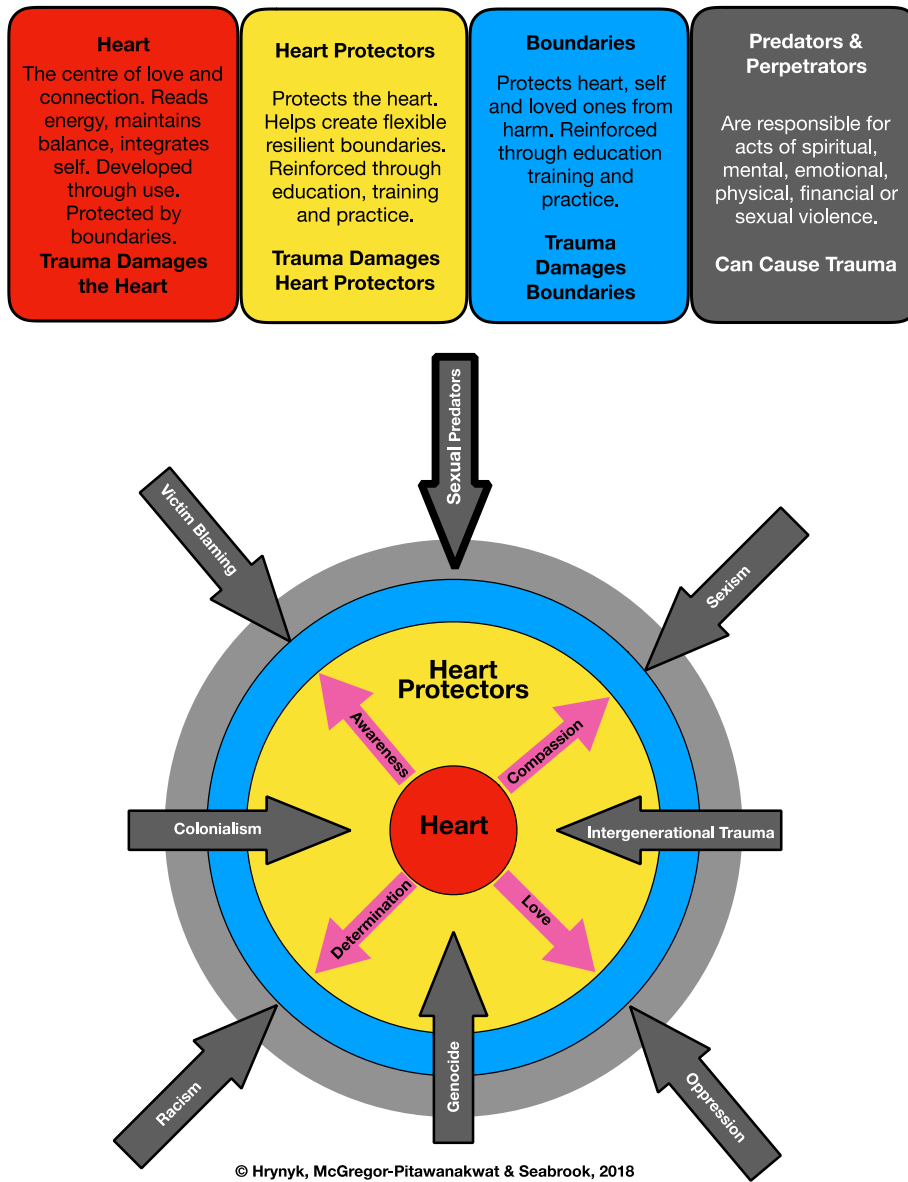 Heart
The centre of love and
connection. Reads
energy, maintains
balance, integrates
self. Developed
through use.
Protected by
boundaries.
Trauma Damages
the Heart
Heart Protectors
Protects the heart.
Helps create flexible
resilient boundaries.
Reinforced through
education, training
and practice.
Trauma Damages
Heart Protectors
Boundaries
Protects heart, self
and loved ones from
harm. Reinforced
through education
training and
practice.
Trauma
Damages
Boundaries
Predators &
Perpetrators
Are responsible for
acts of spiritual,
mental, emotional,
physical, financial or
sexual violence.
Can Cause Trauma
Sexual Predators
Victim Blaming
Sexism
Heart
Protectors
Awareness
Compassion
Colonialism
Heart
Intergenerational Trauma
Determination
Love
Genocide
Racism
Oppression
© Hrynyk, McGregor-Pitawanakwat & Seabrook, 2018